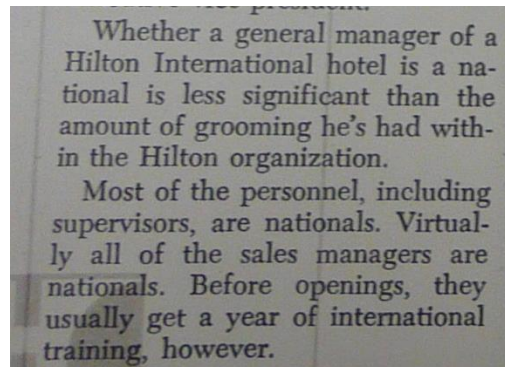 Whether a general manager of a
Hilton International hotel is a na-
tional is less significant than the
amount of grooming he's had with-
in the Hilton organization.
Most of the personnel, including
supervisors, are nationals. Virtual-
ly all of the sales managers are
nationals. Before openings, they
usually get a year of international
training, however.